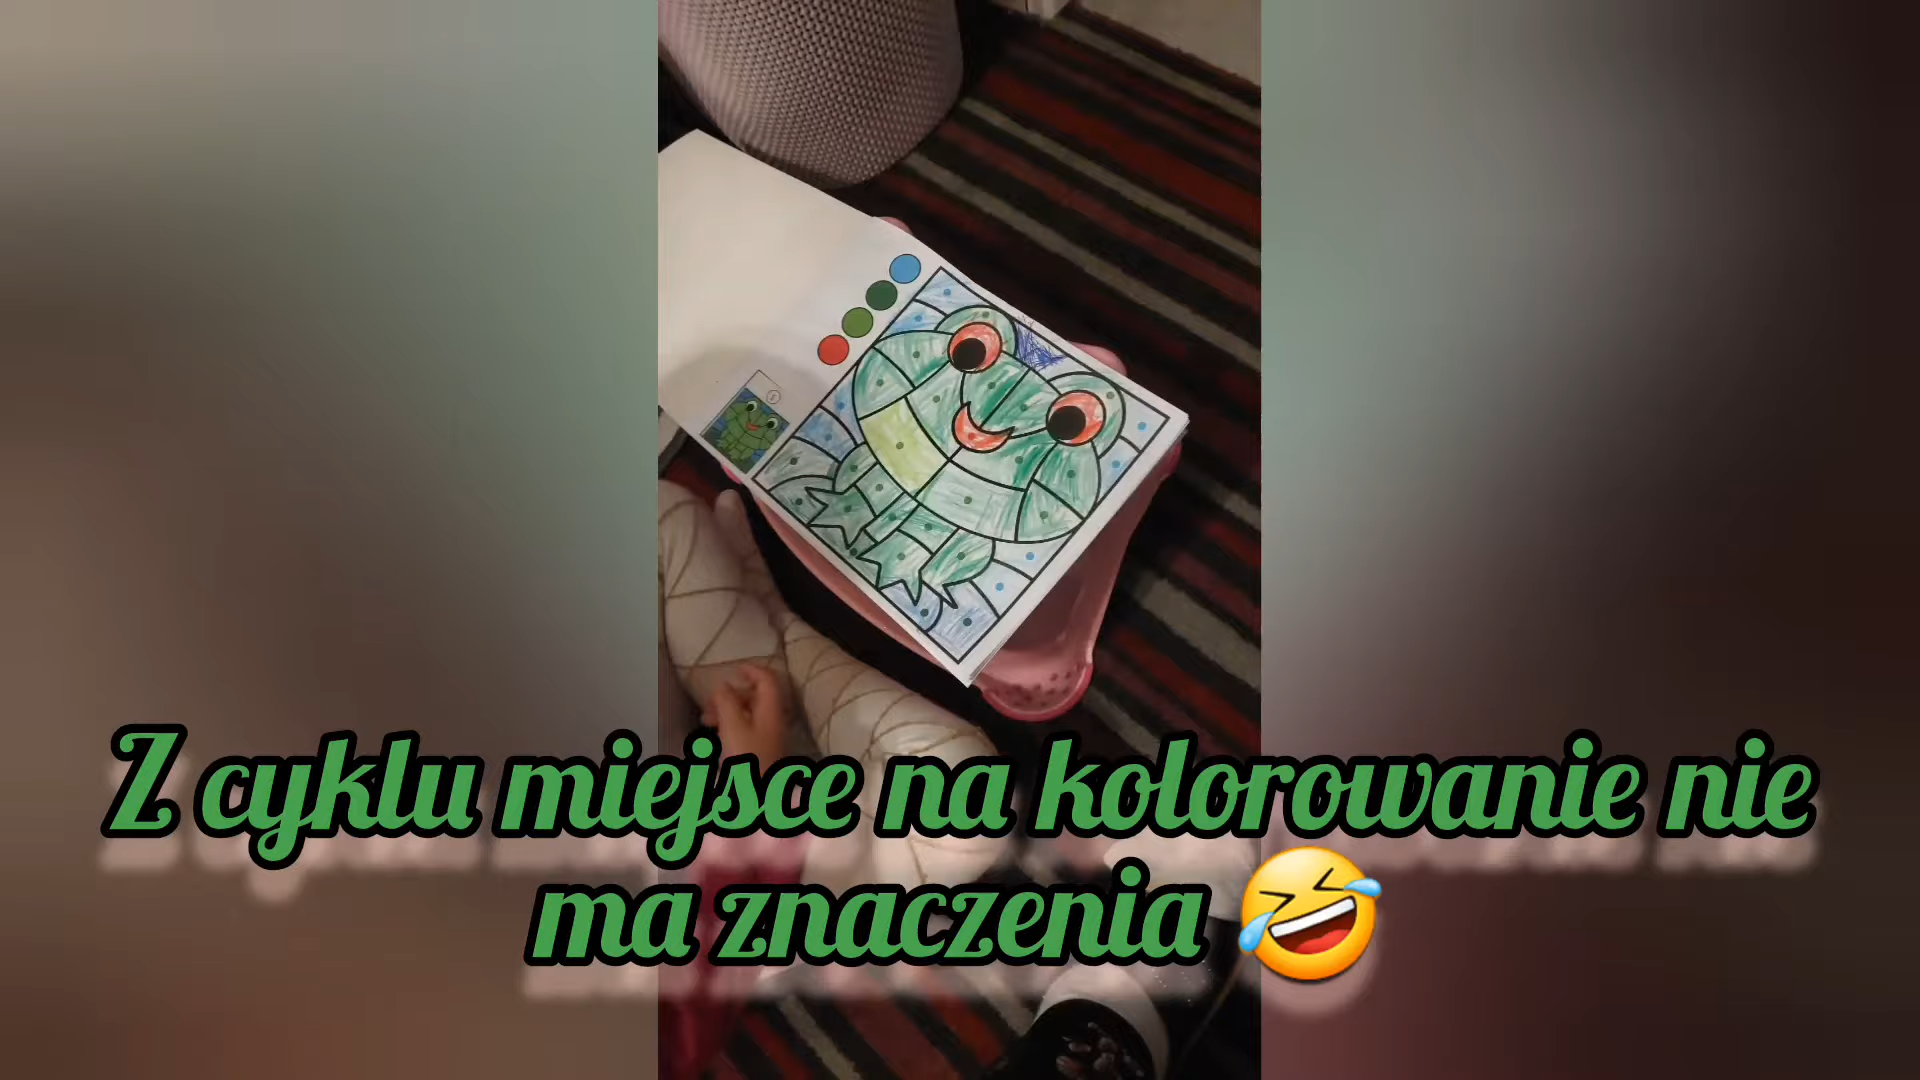 Z cyklu miejsce na kolorowanie nie
ma znaczenia 🤣